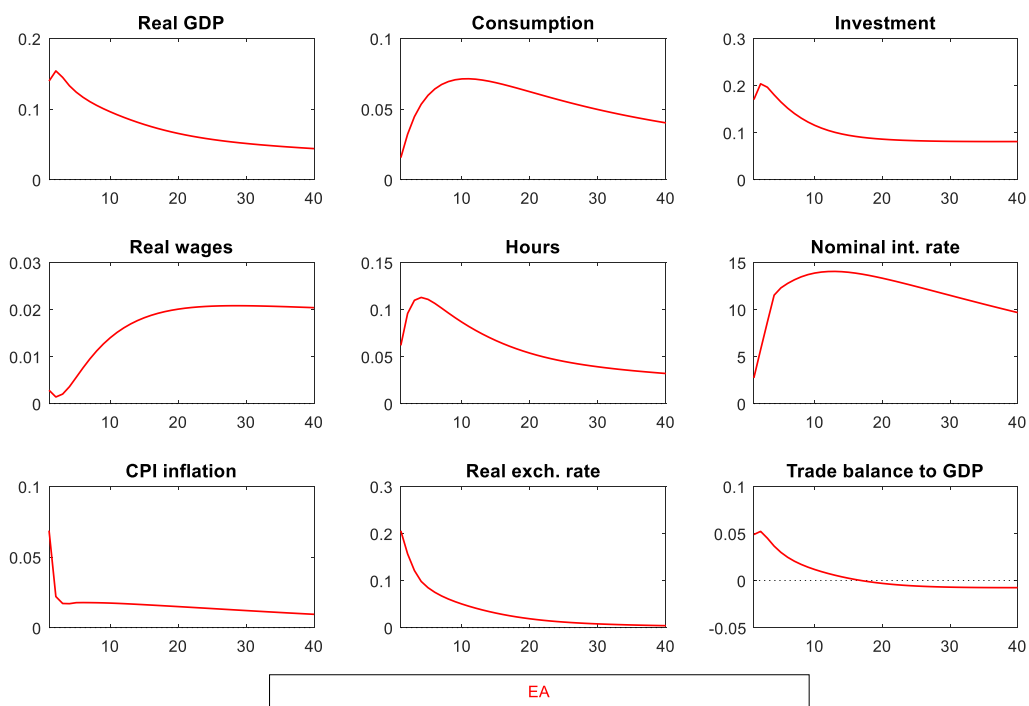 Real GDP
0.2
0.1
0
10 20 30 40
Consumption
0.1
0.05
0
10 20 30 40
Investment
0.3
0.2
0.1
0
10 20 30 40
Real wages
0.03
0.02
0.01
0
10 20 30 40
Hours
0.15
0.1
0.05
0
10 20 30 40
Nominal int. rate
15
10
5
0
10 20 30 40
CPI inflation
0.1
0.05
0
10 20 30 40
Real exch. rate
0.3
0.2
0.1
0
10 20 30 40
Trade balance to GDP
0.1
0.05
0
-0.05
10 20 30 40
EA